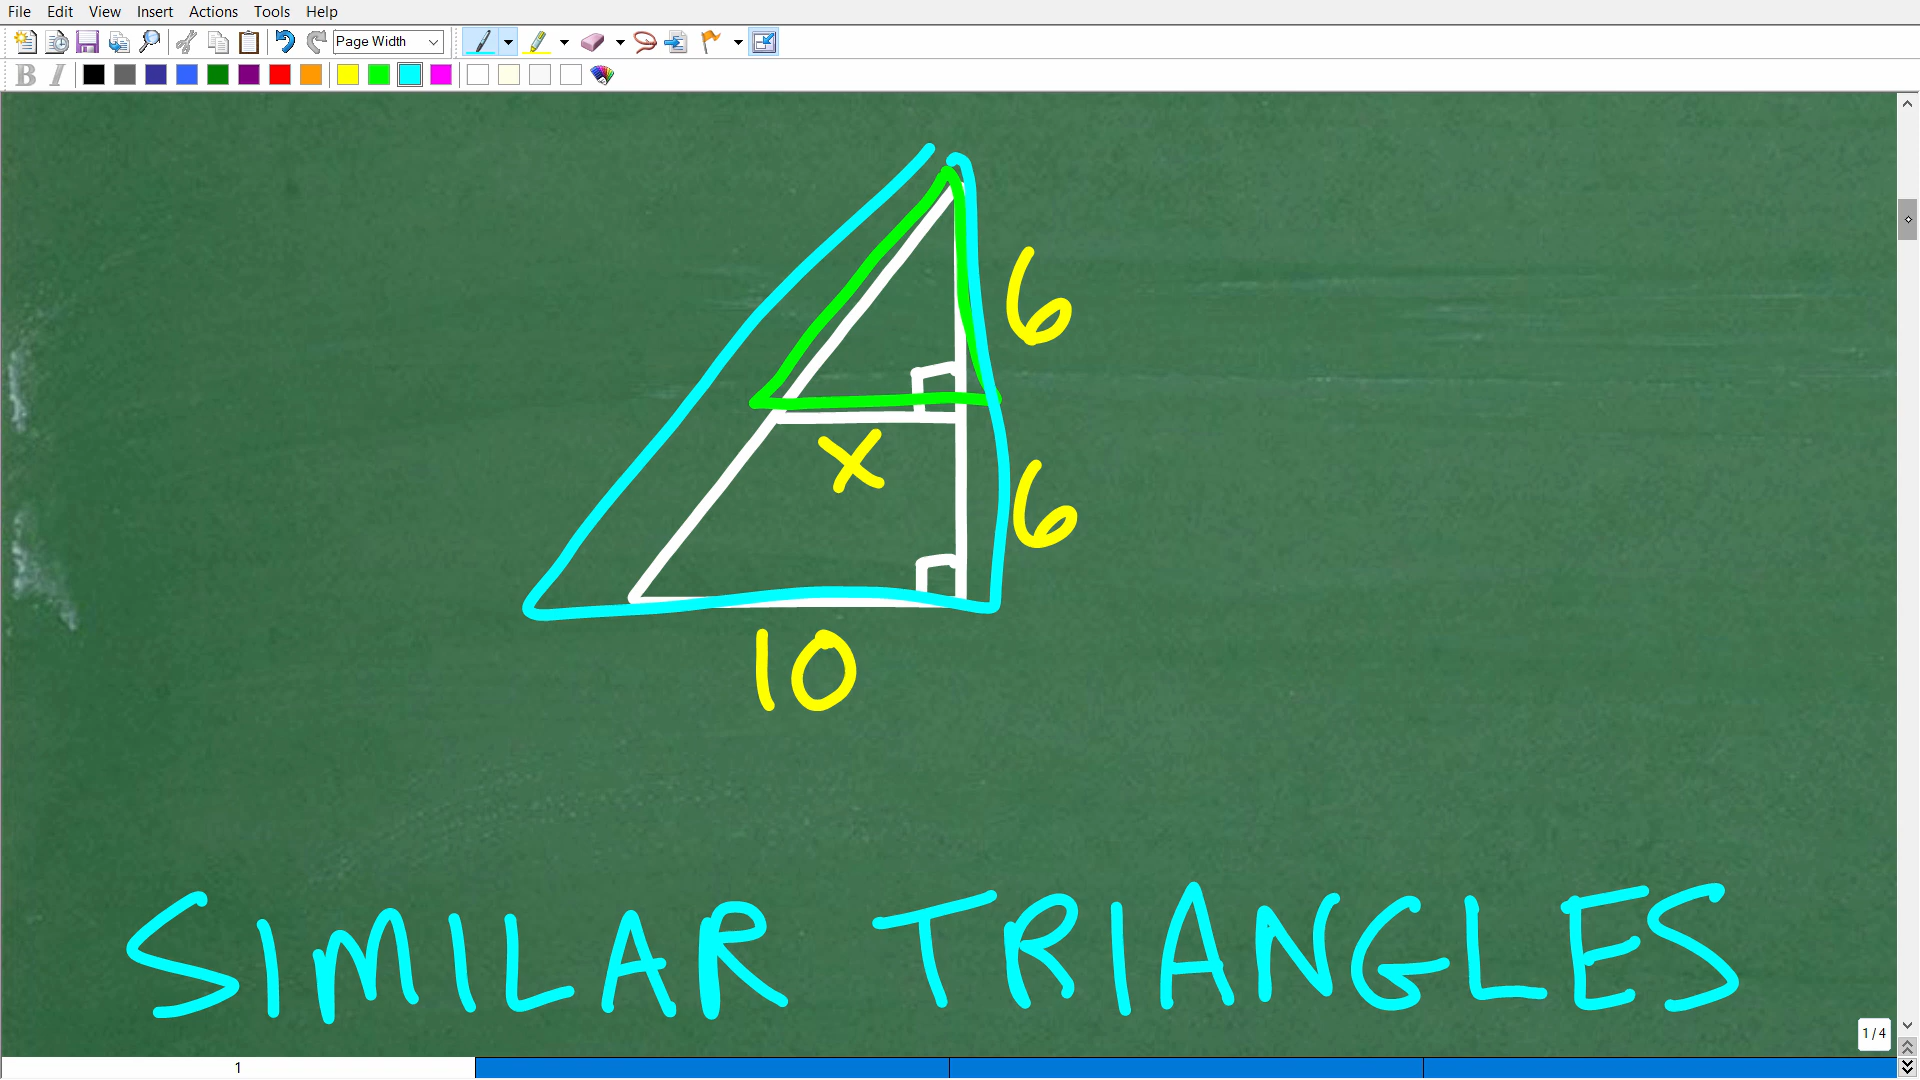 File Edit View Insert Actions Tools Help
Page Width
B I
6
x
6
10
SIMILAR TRIANGLES
1 / 4
1